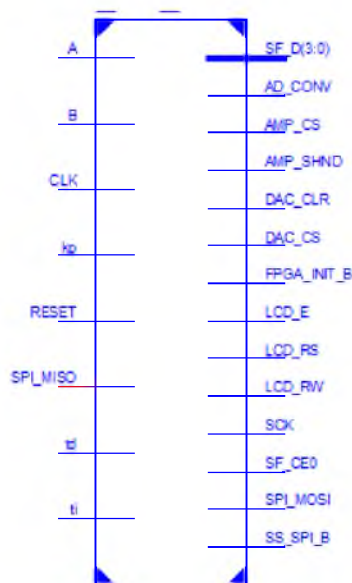 A
B
CLK
kp
RESET
SPI_MISO
td
ti
SF_D(3:0)
AD_CONV
AMP_CS
AMP_SHND
DAC_CLR
DAC_CS
FPGA_INIT_B
LCD_E
LCD_RS
LCD_RW
SCK
SF_CE0
SPI_MOSI
SS_SPI_B